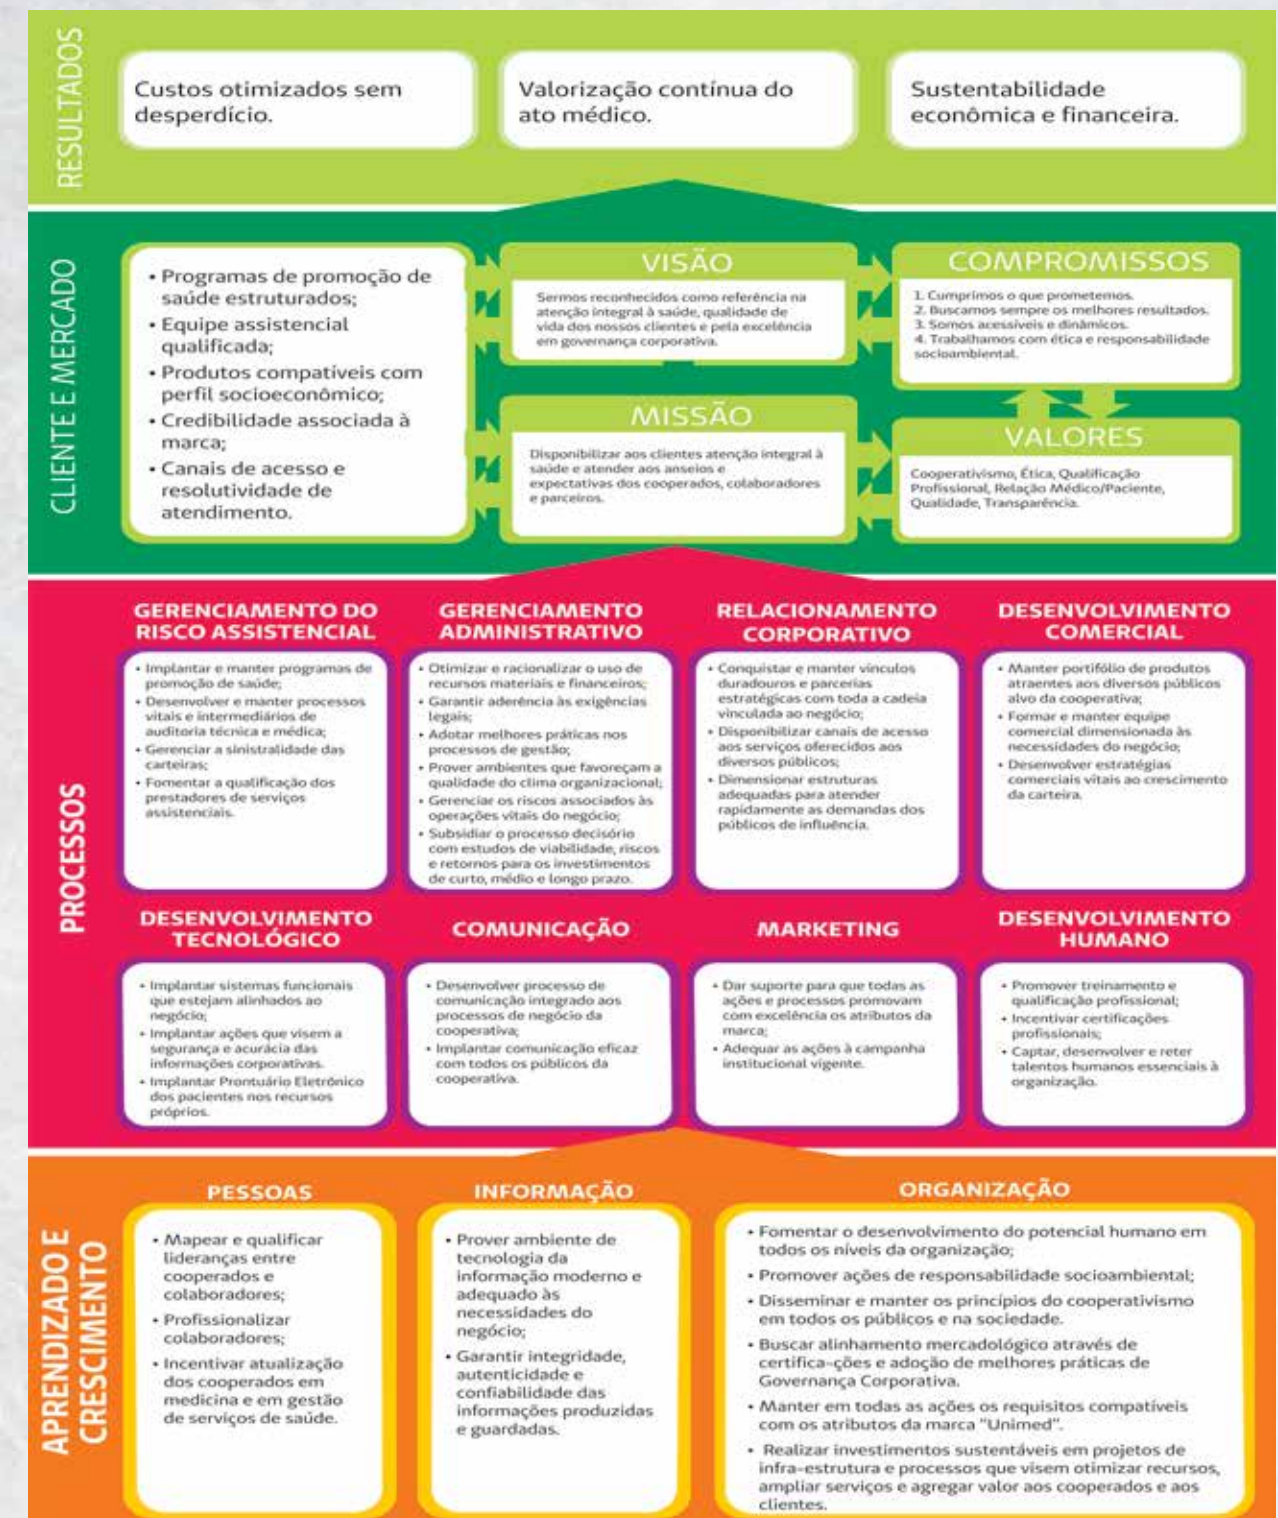 RESULTADOS
Custos otimizados sem
desperdício.
Valorização contínua do
ato médico.
Sustentabilidade
econômica e financeira.
CLIENTE E MERCADO
• Programas de promoção de
saúde estruturados;
• Equipe assistencial
qualificada;
• Produtos compatíveis com
perfil socioeconômico;
• Credibilidade associada à
marca;
• Canais de acesso e
resolutividade de
atendimento.
VISÃO
Sermos reconhecidos como referência na
atenção integral à saúde, qualidade de
vida dos nossos clientes e pela excelência
em governança corporativa.
COMPROMISSOS
1. Cumprimos o que prometemos.
2. Buscamos sempre os melhores resultados.
3. Somos acessíveis e dinâmicos.
4. Trabalhamos com ética e responsabilidade
socioambiental.
MISSÃO
Disponibilizar aos clientes atenção integral à
saúde e atender aos anseios e
expectativas dos cooperados, colaboradores
e parceiros.
VALORES
Cooperativismo, Ética, Qualificação
Profissional, Relação Médico/Paciente,
Qualidade, Transparência.
PROCESSOS
GERENCIAMENTO DO
RISCO ASSISTENCIAL
• Implantar e manter programas de
promoção de saúde;
• Desenvolver e manter processos
vitais e intermediários de
auditoria técnica e médica;
• Gerenciar a sinistralidade das
carteiras;
• Fomentar a qualificação dos
prestadores de serviços
assistenciais.
GERENCIAMENTO
ADMINISTRATIVO
• Otimizar e racionalizar o uso de
recursos materiais e financeiros;
• Garantir aderência às exigências
legais;
• Adotar melhores práticas nos
processos de gestão;
• Prover ambientes que favoreçam a
qualidade do clima organizacional;
• Gerenciar os riscos associados às
operações vitais do negócio;
• Subsidiar o processo decisório
com estudos de viabilidade, riscos
e retornos para os investimentos
de curto, médio e longo prazo.
RELACIONAMENTO
CORPORATIVO
• Conquistar e manter vínculos
duradouros e parcerias
estratégicas com toda a cadeia
vinculada ao negócio;
• Disponibilizar canais de acesso
aos serviços oferecidos aos
diversos públicos;
• Dimensionar estruturas
adequadas para atender
rapidamente as demandas dos
públicos de influência.
DESENVOLVIMENTO
COMERCIAL
• Manter portifólio de produtos
atraentes aos diversos públicos
alvo da cooperativa;
• Formar e manter equipe
comercial dimensionada às
necessidades do negócio;
• Desenvolver estratégias
comerciais vitais ao crescimento
da carteira.
DESENVOLVIMENTO
TECNOLÓGICO
• Implantar sistemas funcionais
que estejam alinhados ao
negócio;
• Implantar ações que visem a
segurança e acurácia das
informações corporativas.
• Implantar Prontuário Eletrônico
dos pacientes nos recursos
próprios.
COMUNICAÇÃO
• Desenvolver processo de
comunicação integrado aos
processos de negócio da
cooperativa;
• Implantar comunicação eficaz
com todos os públicos da
cooperativa.
MARKETING
• Dar suporte para que todas as
ações e processos promovam
com excelência os atributos da
marca;
• Adequar as ações à campanha
institucional vigente.
DESENVOLVIMENTO
HUMANO
• Promover treinamento e
qualificação profissional;
• Incentivar certificações
profissionais;
• Captar, desenvolver e reter
talentos humanos essenciais à
organização.
APRENDIZADO E
CRESCIMENTO
PESSOAS
• Mapear e qualificar
lideranças entre
cooperados e
colaboradores;
• Profissionalizar
colaboradores;
• Incentivar atualização
dos cooperados em
medicina e em gestão
de serviços de saúde.
INFORMAÇÃO
• Prover ambiente de
tecnologia da
informação moderno e
adequado às
necessidades do
negócio;
• Garantir integridade,
autenticidade e
confiabilidade das
informações produzidas
e guardadas.
ORGANIZAÇÃO
• Fomentar o desenvolvimento do potencial humano em
todos os níveis da organização;
• Promover ações de responsabilidade socioambiental;
• Disseminar e manter os princípios do cooperativismo
em todos os públicos e na sociedade.
• Buscar alinhamento mercadológico através de
certifica-ções e adoção de melhores práticas de
Governança Corporativa.
• Manter em todas as ações os requisitos compatíveis
com os atributos da marca "Unimed".
• Realizar investimentos sustentáveis em projetos de
infra-estrutura e processos que visem otimizar recursos,
ampliar serviços e agregar valor aos cooperados e aos
clientes.